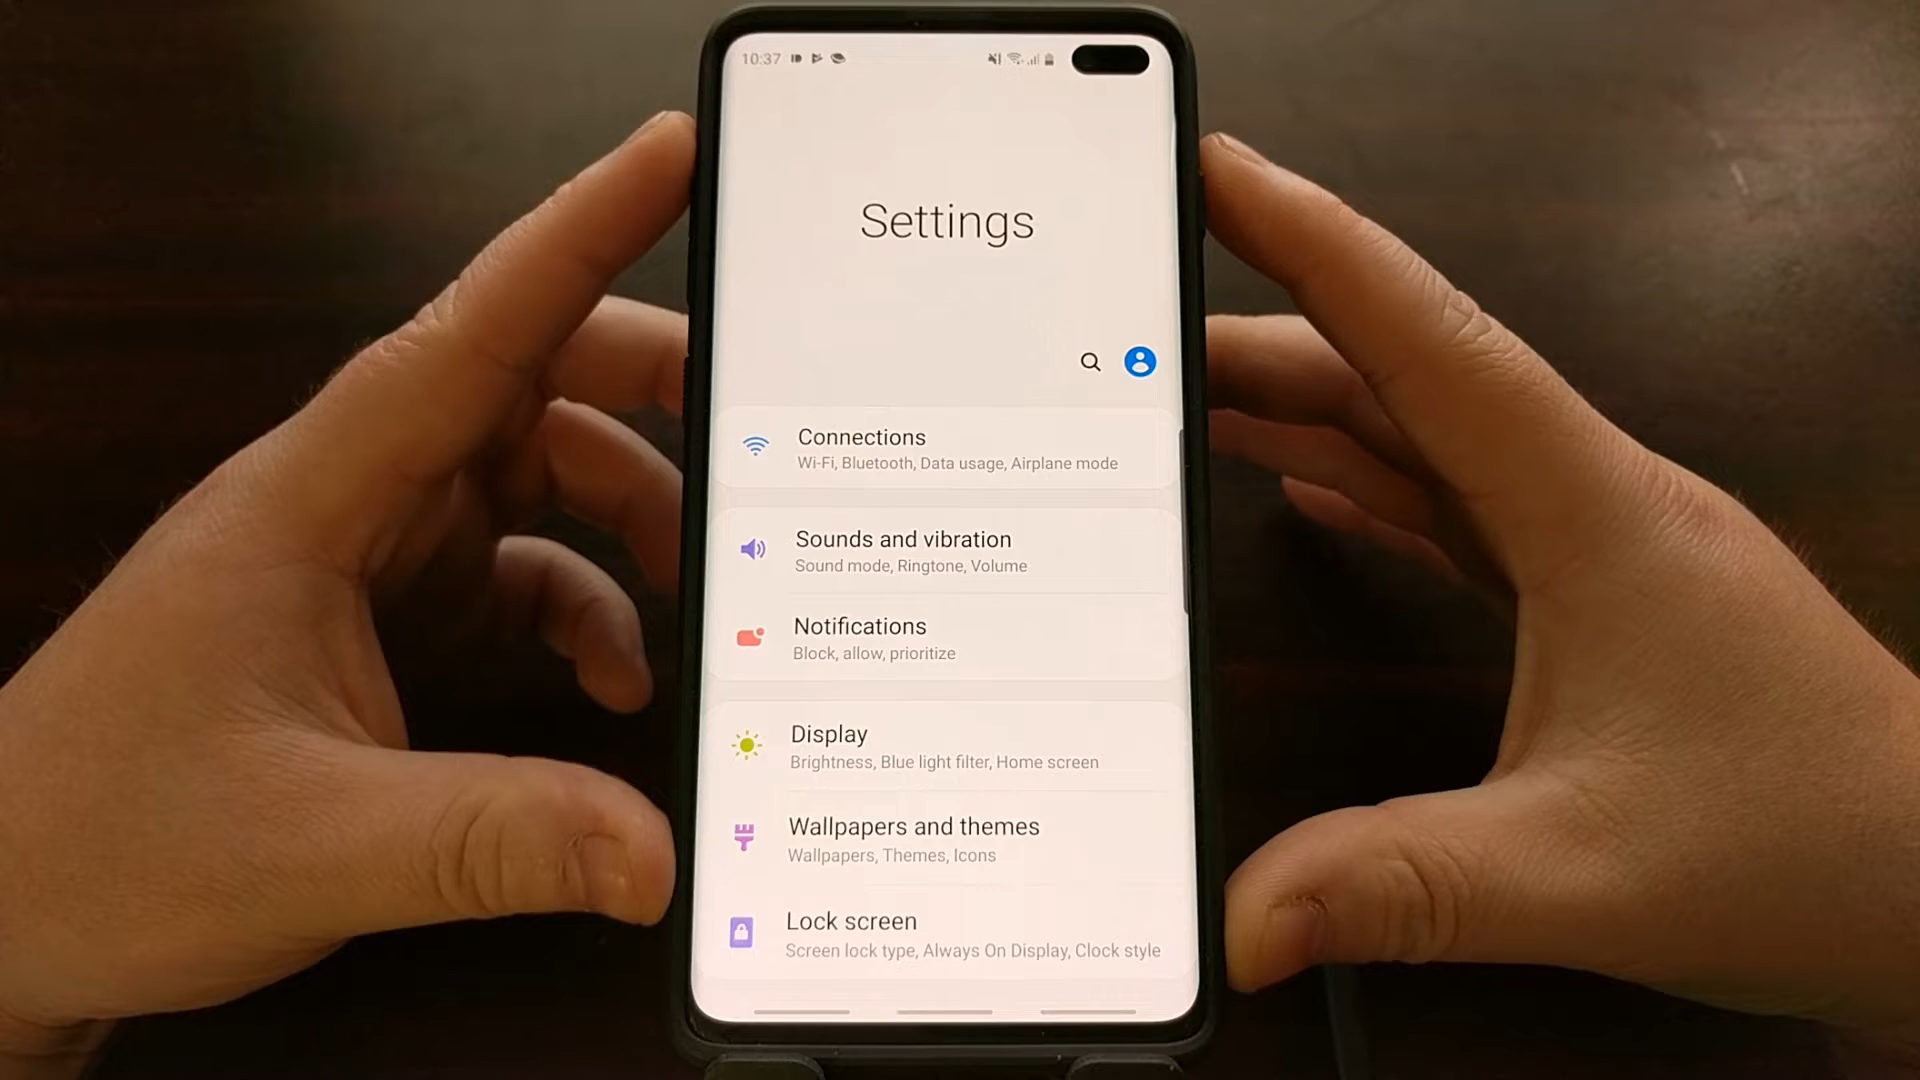 10:37
Settings
Connections
Wi-Fi, Bluetooth, Data usage, Airplane mode
Sounds and vibration
Sound mode, Ringtone, Volume
Notifications
Block, allow, prioritize
Display
Brightness, Blue light filter, Home screen
Wallpapers and themes
Wallpapers, Themes, Icons
Lock screen
Screen lock type, Always On Display, Clock style